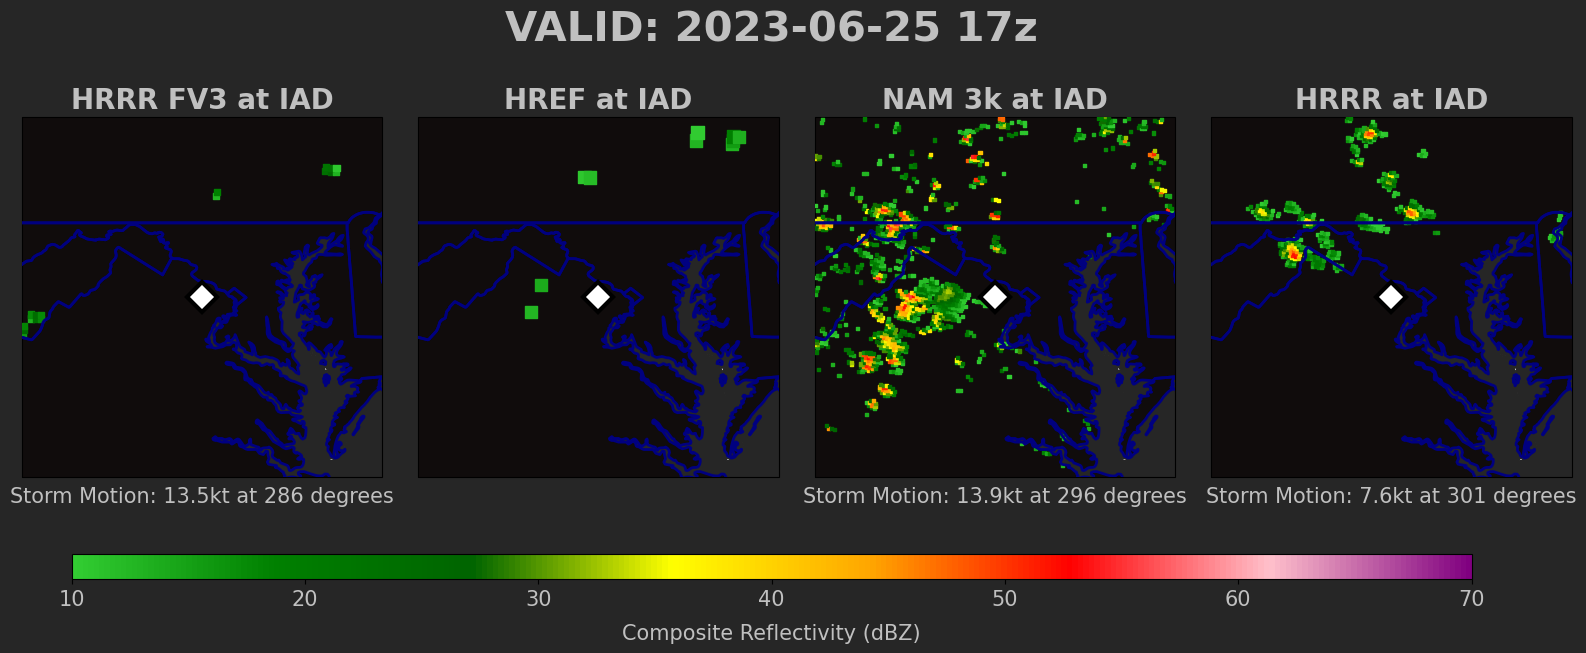 VALID: 2023-06-25 17z
HRRR FV3 at IAD
HREF at IAD
NAM 3k at IAD
HRRR at IAD
Storm Motion: 13.5kt at 286 degrees
Storm Motion: 13.9kt at 296 degrees
Storm Motion: 7.6kt at 301 degrees
10 20 30 40 50 60 70
Composite Reflectivity (dBZ)